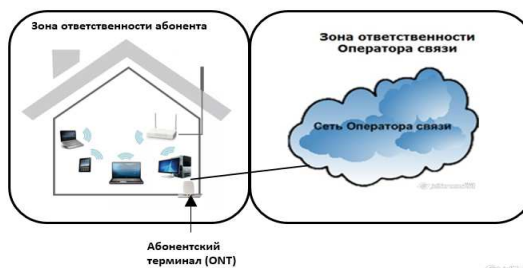 Зона ответственности абонента
Зона ответственности
Оператора связи
Сеть Оператора связи
Абонентский
терминал (ONT)